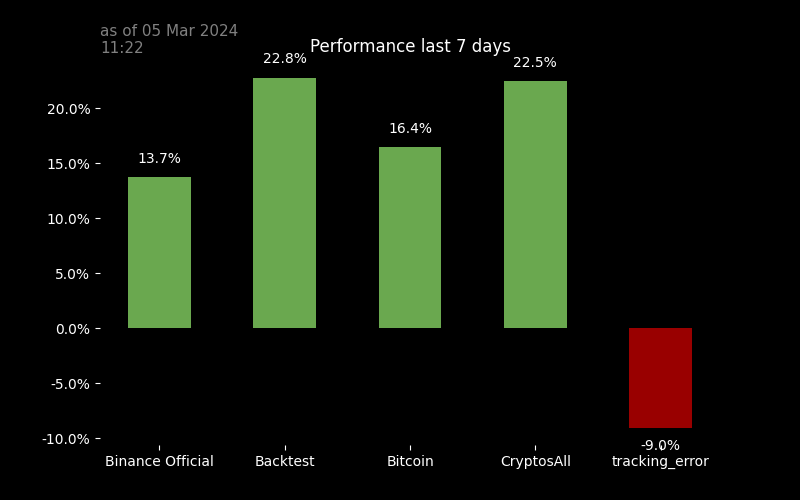 as of 05 Mar 2024
11:22
Performance last 7 days
22.8%
22.5%
16.4%
13.7%
20.0%
15.0%
10.0%
5.0%
0.0%
-5.0%
-10.0%
-9.0%
Binance Official
Backtest
Bitcoin
CryptosAll
tracking_error